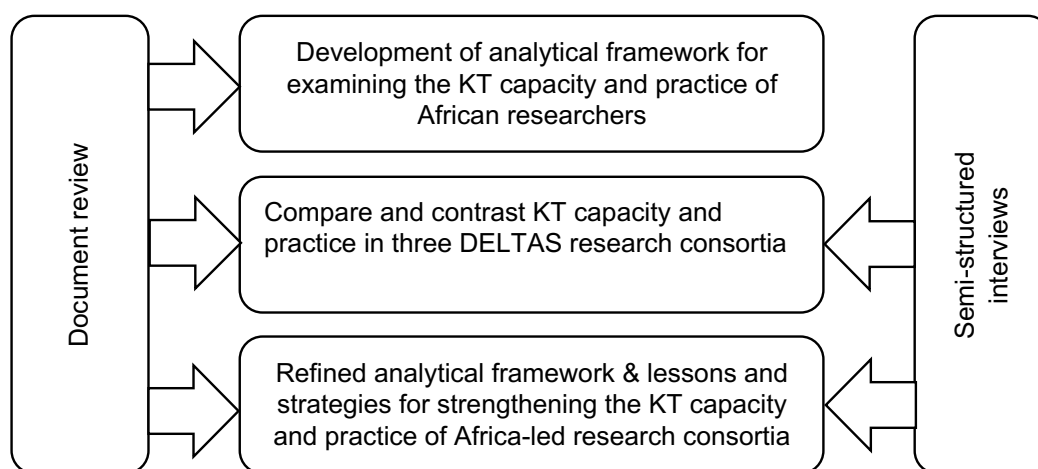 Document review
Development of analytical framework for
examining the KT capacity and practice of
African researchers
Compare and contrast KT capacity and
practice in three DELTAS research consortia
Refined analytical framework & lessons and
strategies for strengthening the KT capacity
and practice of Africa-led research consortia
Semi-structured
interviews